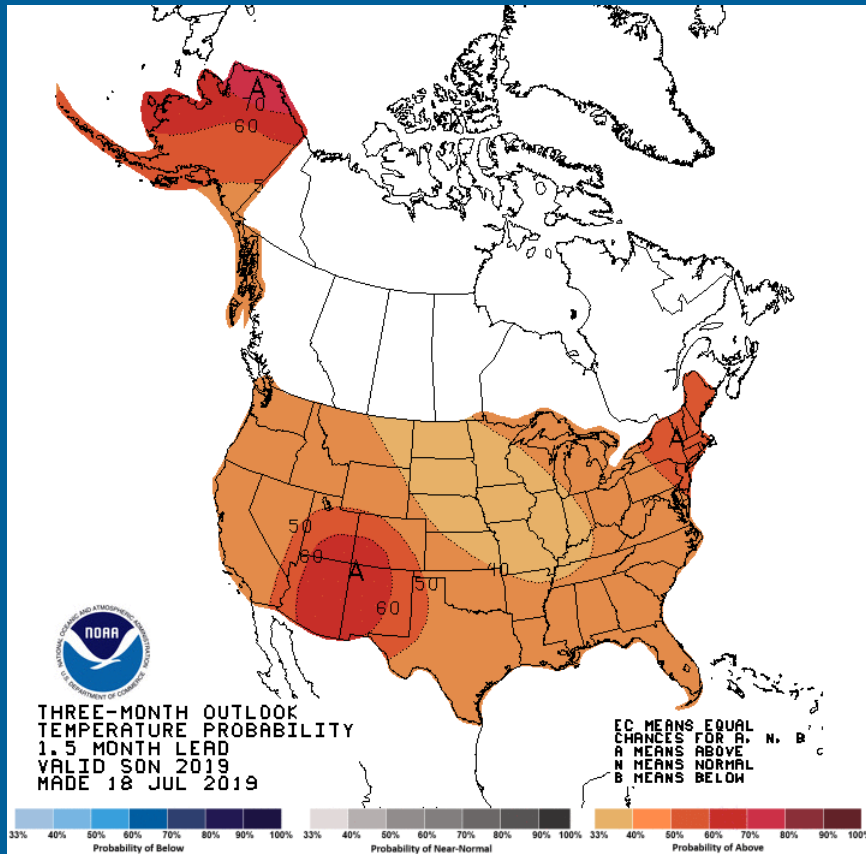 A
70
60
5
A
50
60
A
40
50
60
NOAA
NATIONAL OCEANIC AND ATMOSPHERIC ADMINISTRATION
U.S. DEPARTMENT OF COMMERCE
THREE-MONTH OUTLOOK
TEMPERATURE PROBABILITY
1.5 MONTH LEAD
VALID SON 2019
MADE 18 JUL 2019
EC MEANS EQUAL
CHANCES FOR A, N, B
A MEANS ABOVE
N MEANS NORMAL
B MEANS BELOW
33% 40% 50% 60% 70% 80% 90% 100%
Probability of Below
33% 40% 50% 60% 70% 80% 90% 100%
Probability of Near-Normal
33% 40% 50% 60% 70% 80% 90% 100%
Probability of Above